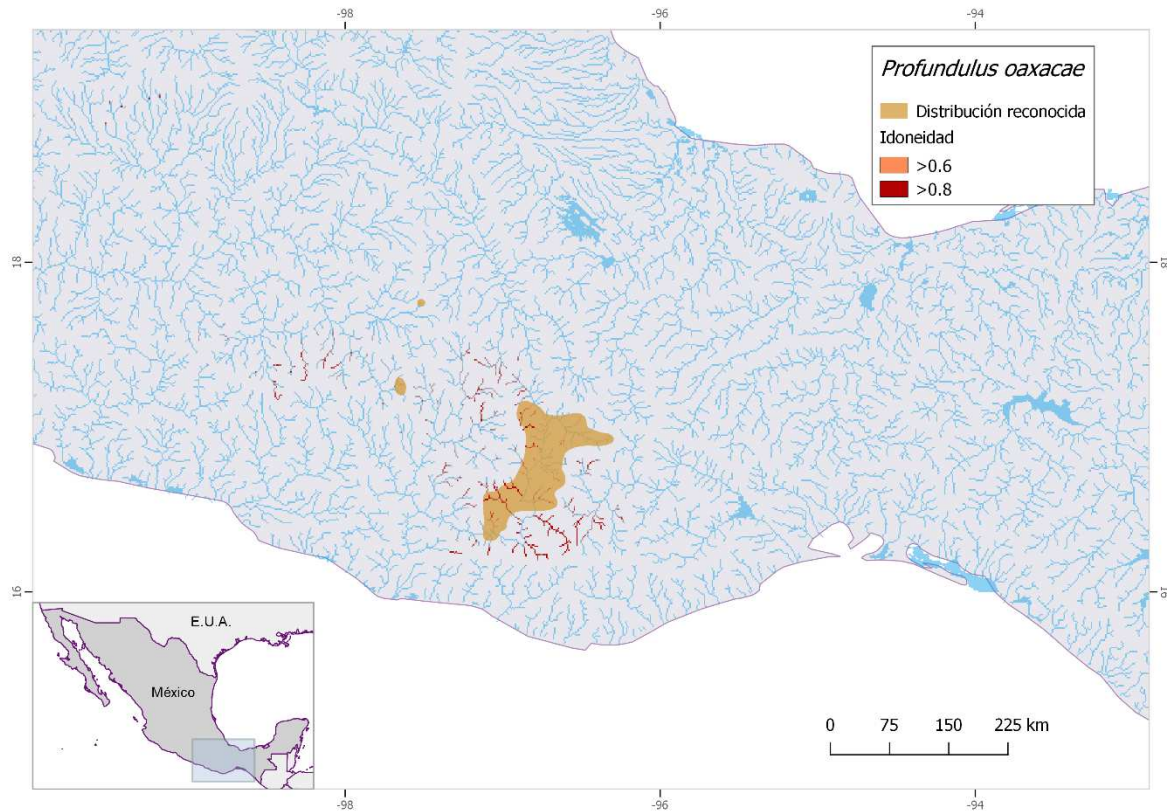 -98
-96
-94
Profundulus oaxacae
Distribución reconocida
Idoneidad
>0.6
>0.8
18
18
16
16
E.U.A.
México
0 75 150 225 km
-98
-96
-94